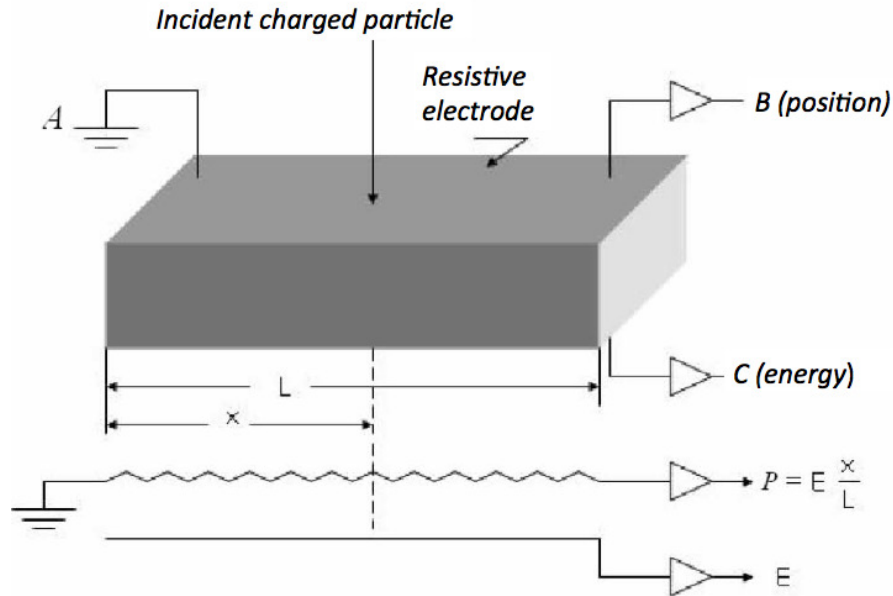 Incident charged particle
Resistive
electrode
A
B (position)
C (energy)
L
x
P = E x/L
E